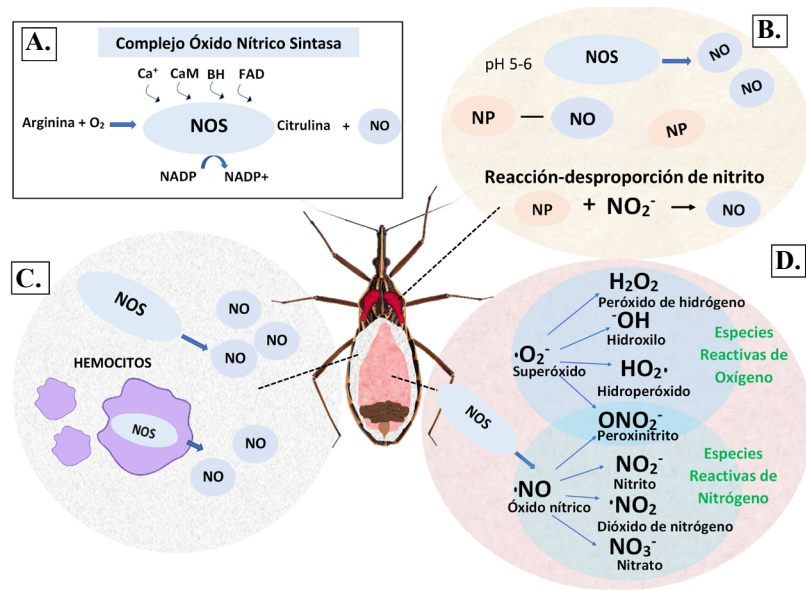 A.
Complejo Óxido Nítrico Sintasa
Ca⁺ CaM BH FAD
Arginina + O₂
NOS
Citrulina + NO
NADP NADP+
B.
pH 5-6
NOS
NO
NO
NP
NO
NP
Reacción-desproporción de nitrito
NP + NO₂⁻ NO
C.
NOS
NO
NO
NO
HEMOCITOS
NOS
NO
NO
D.
H₂O₂
Peróxido de hidrógeno
⁻OH
Hidroxilo
·O₂⁻
Superóxido
HO₂·
Hidroperóxido
Especies
Reactivas de
Oxígeno
ONO₂⁻
Peroxinitrito
NOS
NO₂⁻
Nitrito
·NO
Óxido nítrico
·NO₂
Dióxido de nitrógeno
NO₃⁻
Nitrato
Especies
Reactivas de
Nitrógeno